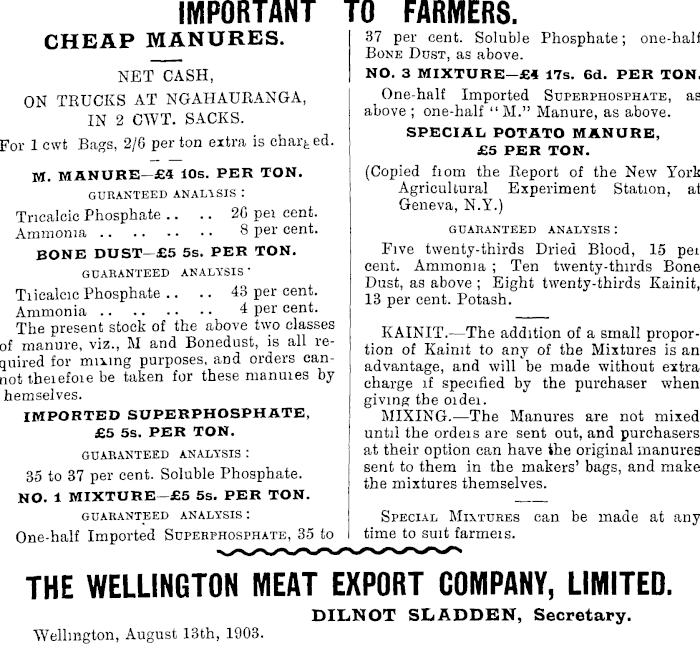 IMPORTANT TO FARMERS.
CHEAP MANURES.
NET CASH,
ON TRUCKS AT NGAHAURANGA,
IN 2 CWT. SACKS.
For 1 cwt Bags, 2/6 per ton extra is charged.
M. MANURE—£4 10s. PER TON.
GURANTEED ANALYSIS:
Tricalcic Phosphate .. .. 26 per cent.
Ammonia .. .. .. .. 8 per cent.
BONE DUST—£5 5s. PER TON.
GUARANTEED ANALYSIS:
Tricalcic Phosphate .. .. 43 per cent.
Ammonia .. .. .. .. 4 per cent.
The present stock of the above two classes
of manure, viz., M and Bonedust, is all re-
quired for mixing purposes, and orders can-
not therefore be taken for these manures by
hemselves.
IMPORTED SUPERPHOSPHATE,
£5 5s. PER TON.
GUARANTEED ANALYSIS:
35 to 37 per cent. Soluble Phosphate.
NO. 1 MIXTURE—£5 5s. PER TON.
GUARANTEED ANALYSIS:
One-half Imported SUPERPHOSPHATE, 35 to
37 per cent. Soluble Phosphate; one-half
BONE DUST, as above.
NO. 3 MIXTURE—£4 17s. 6d. PER TON.
One-half Imported SUPERPHOSPHATE, as
above; one-half "M." Manure, as above.
SPECIAL POTATO MANURE,
£5 PER TON.
(Copied from the Report of the New York
Agricultural Experiment Station, at
Geneva, N.Y.)
GUARANTEED ANALYSIS:
Five twenty-thirds Dried Blood, 15 per
cent. Ammonia; Ten twenty-thirds Bone
Dust, as above; Eight twenty-thirds Kainit,
13 per cent. Potash.
KAINIT.—The addition of a small propor-
tion of Kainit to any of the Mixtures is an
advantage, and will be made without extra
charge if specified by the purchaser when
giving the order.
MIXING.—The Manures are not mixed
until the orders are sent out, and purchasers
at their option can have the original manures
sent to them in the makers' bags, and make
the mixtures themselves.
SPECIAL MIXTURES can be made at any
time to suit farmers.
THE WELLINGTON MEAT EXPORT COMPANY, LIMITED.
DILNOT SLADDEN, Secretary.
Wellington, August 13th, 1903.